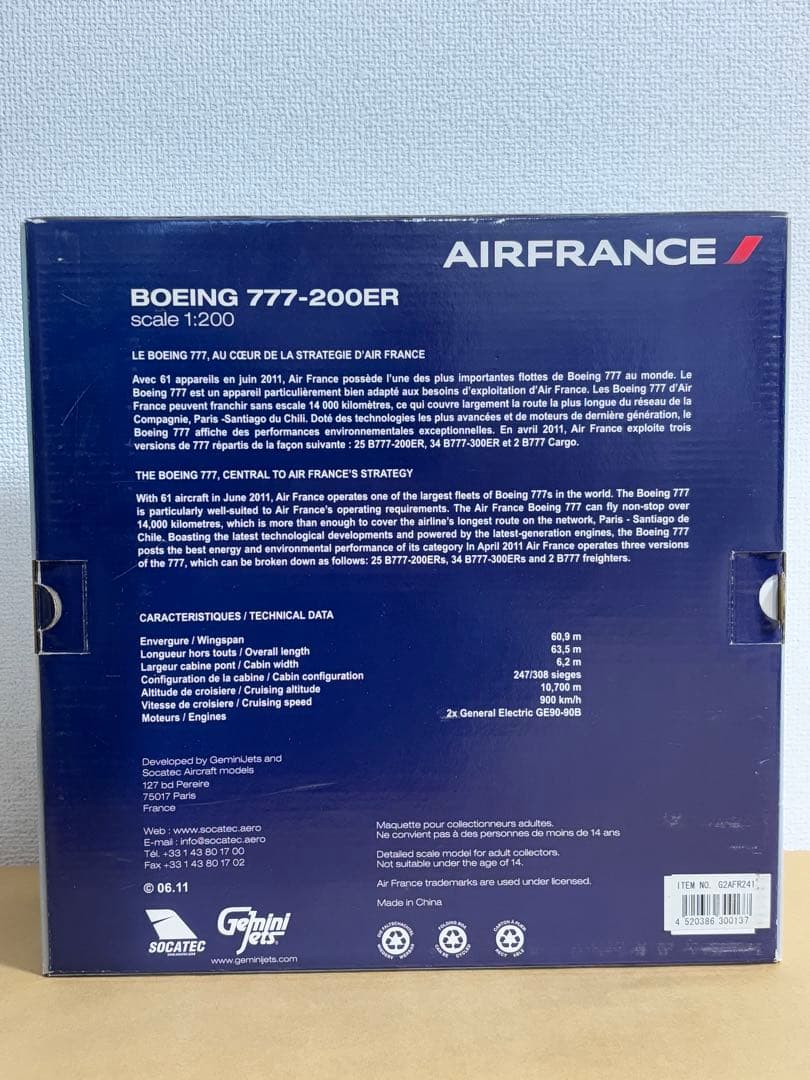 AIRFRANCE
BOEING 777-200ER
scale 1:200
LE BOEING 777, AU CŒUR DE LA STRATEGIE D'AIR FRANCE
Avec 61 appareils en juin 2011, Air France possède l'une des plus importantes flottes de Boeing 777 au monde. Le
Boeing 777 est un appareil particulièrement bien adapté aux besoins d'exploitation d'Air France. Les Boeing 777 d'Air
France peuvent franchir sans escale 14 000 kilomètres, ce qui couvre largement la route la plus longue du réseau de la
Compagnie, Paris -Santiago du Chili. Doté des technologies les plus avancées et de moteurs de dernière génération, le
Boeing 777 affiche des performances environnementales exceptionnelles. En avril 2011, Air France exploite trois
versions de 777 répartis de la façon suivante : 25 B777-200ER, 34 B777-300ER et 2 B777 Cargo.
THE BOEING 777, CENTRAL TO AIR FRANCE'S STRATEGY
With 61 aircraft in June 2011, Air France operates one of the largest fleets of Boeing 777s in the world. The Boeing 777
is particularly well-suited to Air France's operating requirements. The Air France Boeing 777 can fly non-stop over
14,000 kilometres, which is more than enough to cover the airline's longest route on the network, Paris - Santiago de
Chile. Boasting the latest technological developments and powered by the latest-generation engines, the Boeing 777
posts the best energy and environmental performance of its category In April 2011 Air France operates three versions
of the 777, which can be broken down as follows: 25 B777-200ERs, 34 B777-300ERs and 2 B777 freighters.
CARACTERISTIQUES / TECHNICAL DATA
Envergure / Wingspan 60,9 m
Longueur hors touts / Overall length 63,5 m
Largeur cabine pont / Cabin width 6,2 m
Configuration de la cabine / Cabin configuration 247/308 sieges
Altitude de croisiere / Cruising altitude 10,700 m
Vitesse de croisiere / Cruising speed 900 km/h
Moteurs / Engines 2x General Electric GE90-90B
Developed by GeminiJets and
Socatec Aircraft models
127 bd Pereire
75017 Paris
France
Web : www.socatec.aero
E-mail : info@socatec.aero
Tél. +33 1 43 80 17 00
Fax +33 1 43 80 17 02
© 06.11
Maquette pour collectionneurs adultes.
Ne convient pas à des personnes de moins de 14 ans
Detailed scale model for adult collectors.
Not suitable under the age of 14.
Air France trademarks are used under licensed.
Made in China
SOCATEC
Gemini
Jets
www.geminijets.com
ITEM NO. G2AFR241
4 520386 300137